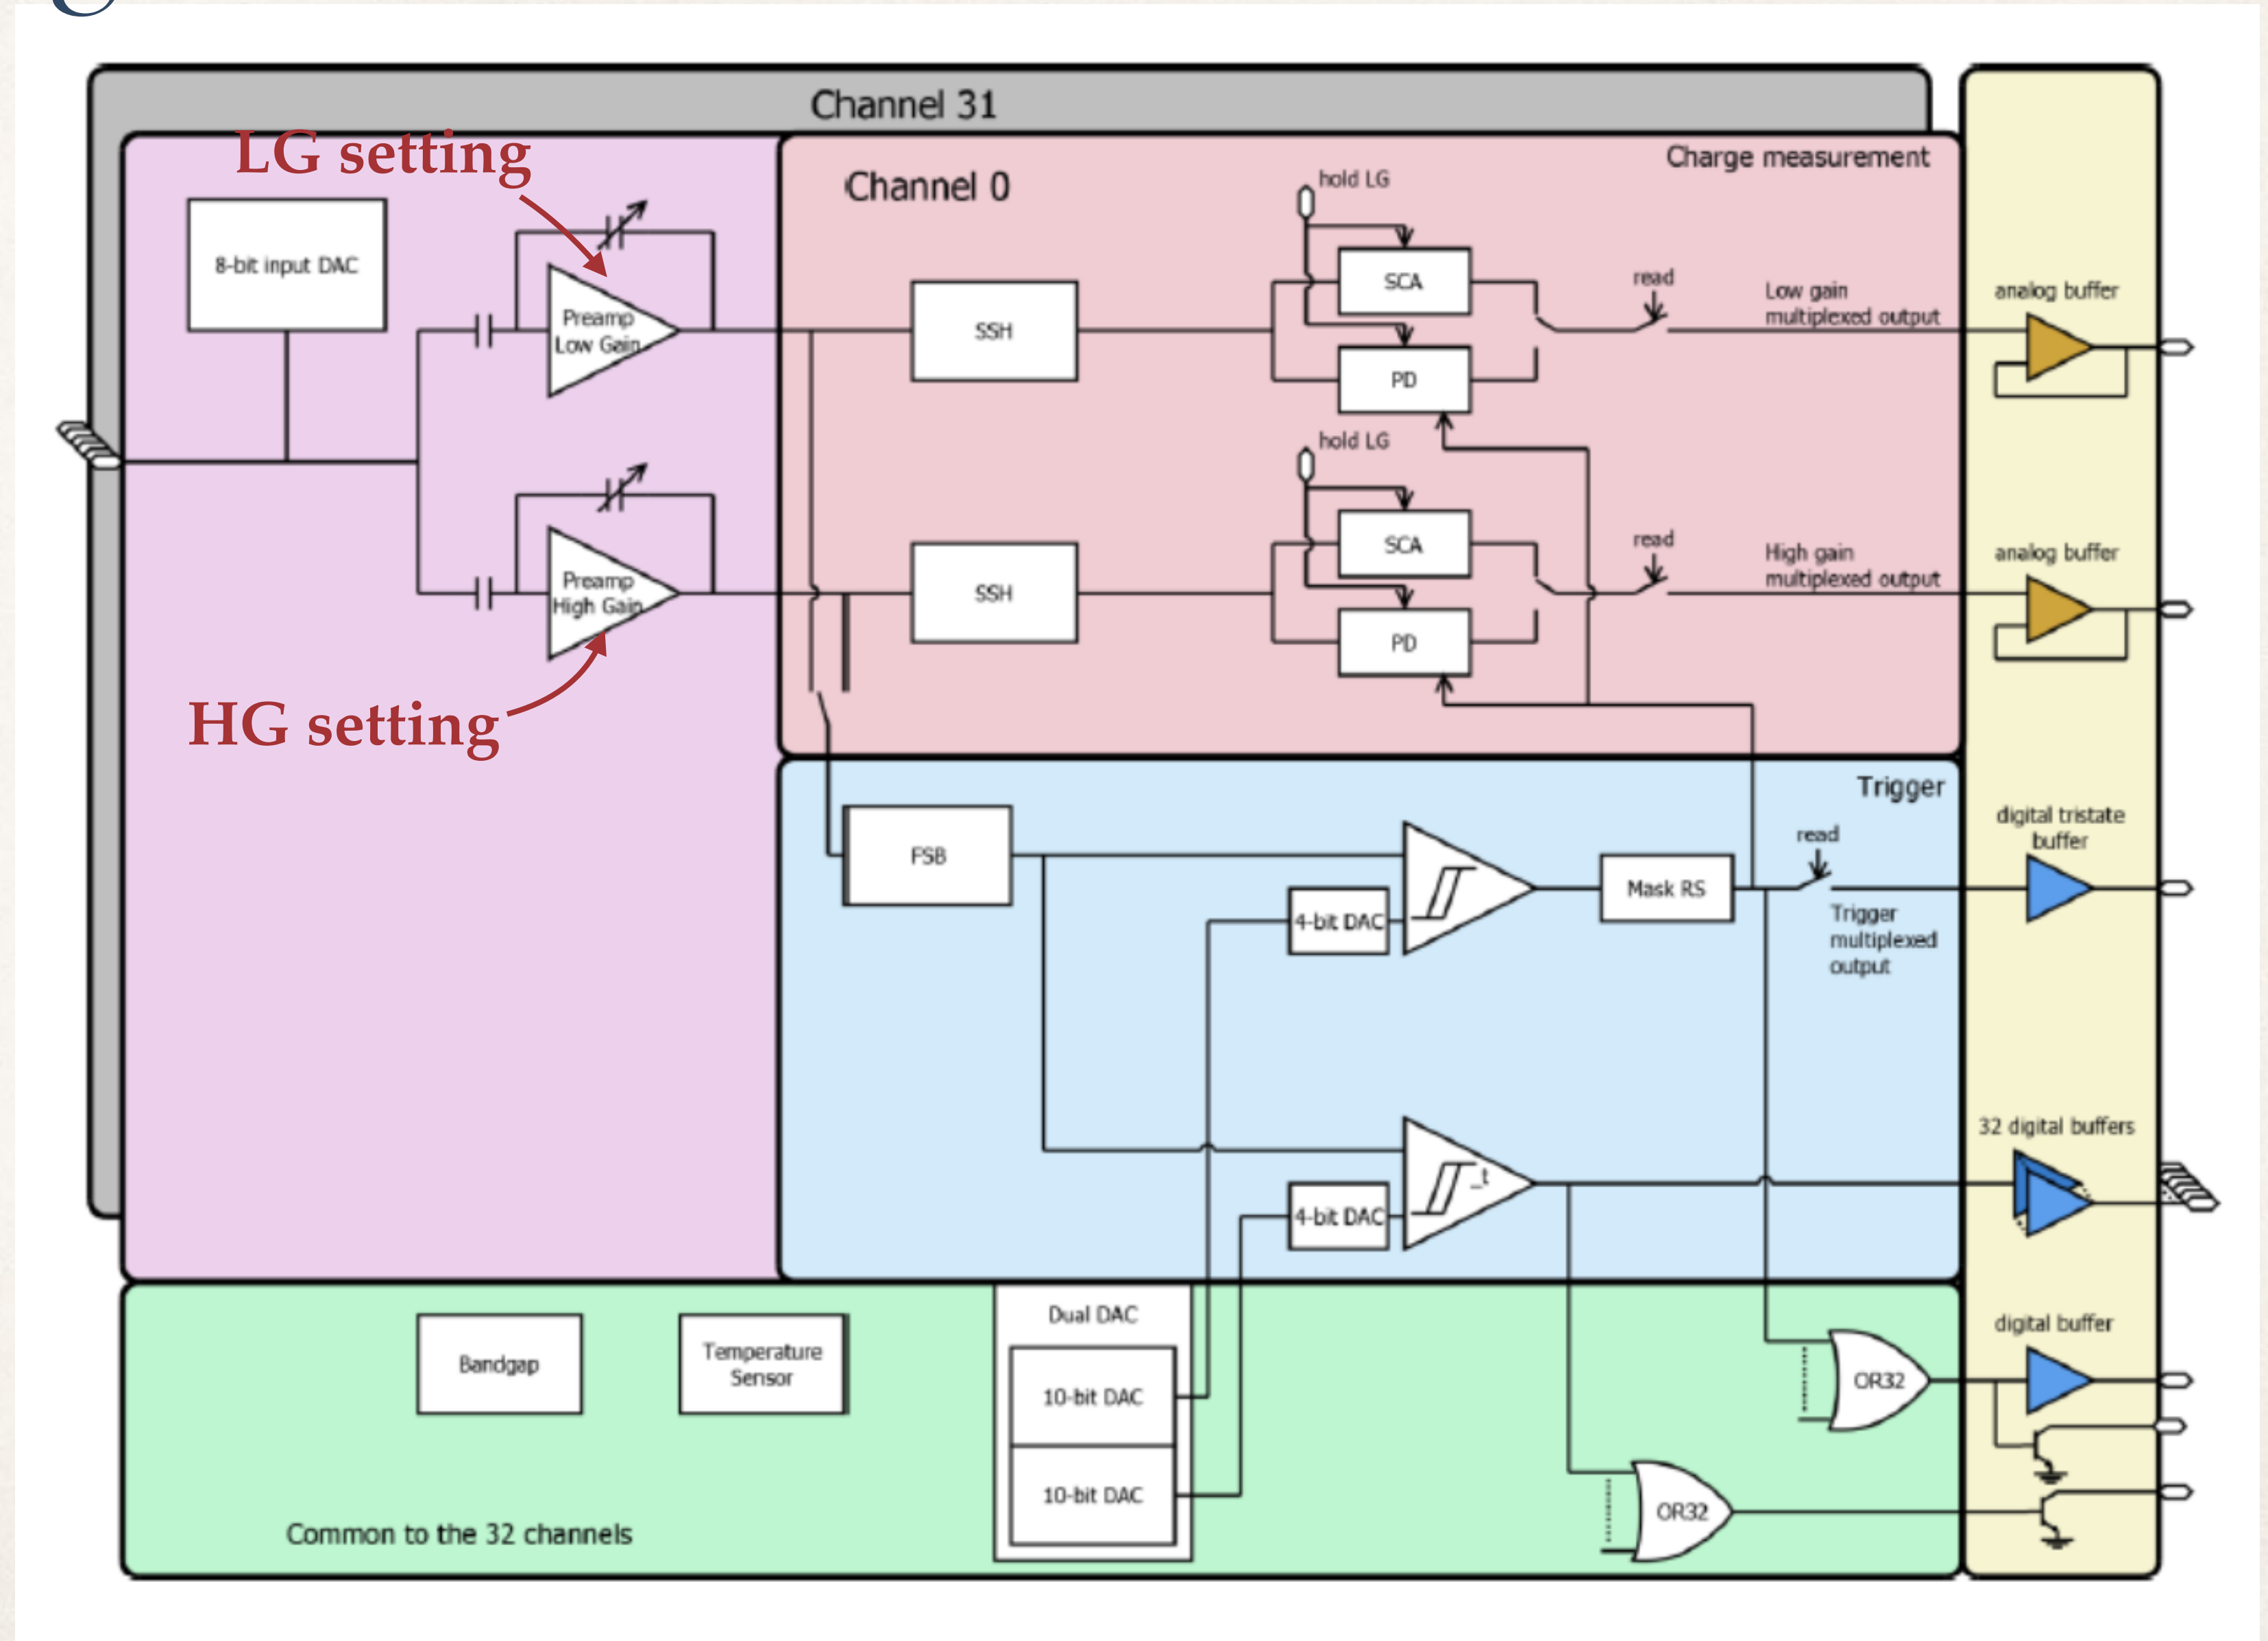 Channel 31
LG setting
Charge measurement
Channel 0
hold LG
8-bit input DAC
SCA
read
Low gain
multiplexed output
analog buffer
Preamp
Low Gain
SSH
PD
hold LG
SCA
read
High gain
multiplexed output
analog buffer
Preamp
High Gain
SSH
PD
HG setting
Trigger
digital tristate
buffer
read
FSB
Mask RS
4-bit DAC
Trigger
multiplexed
output
32 digital buffers
_t
4-bit DAC
Dual DAC
digital buffer
Bandgap
Temperature
Sensor
10-bit DAC
OR32
10-bit DAC
OR32
Common to the 32 channels